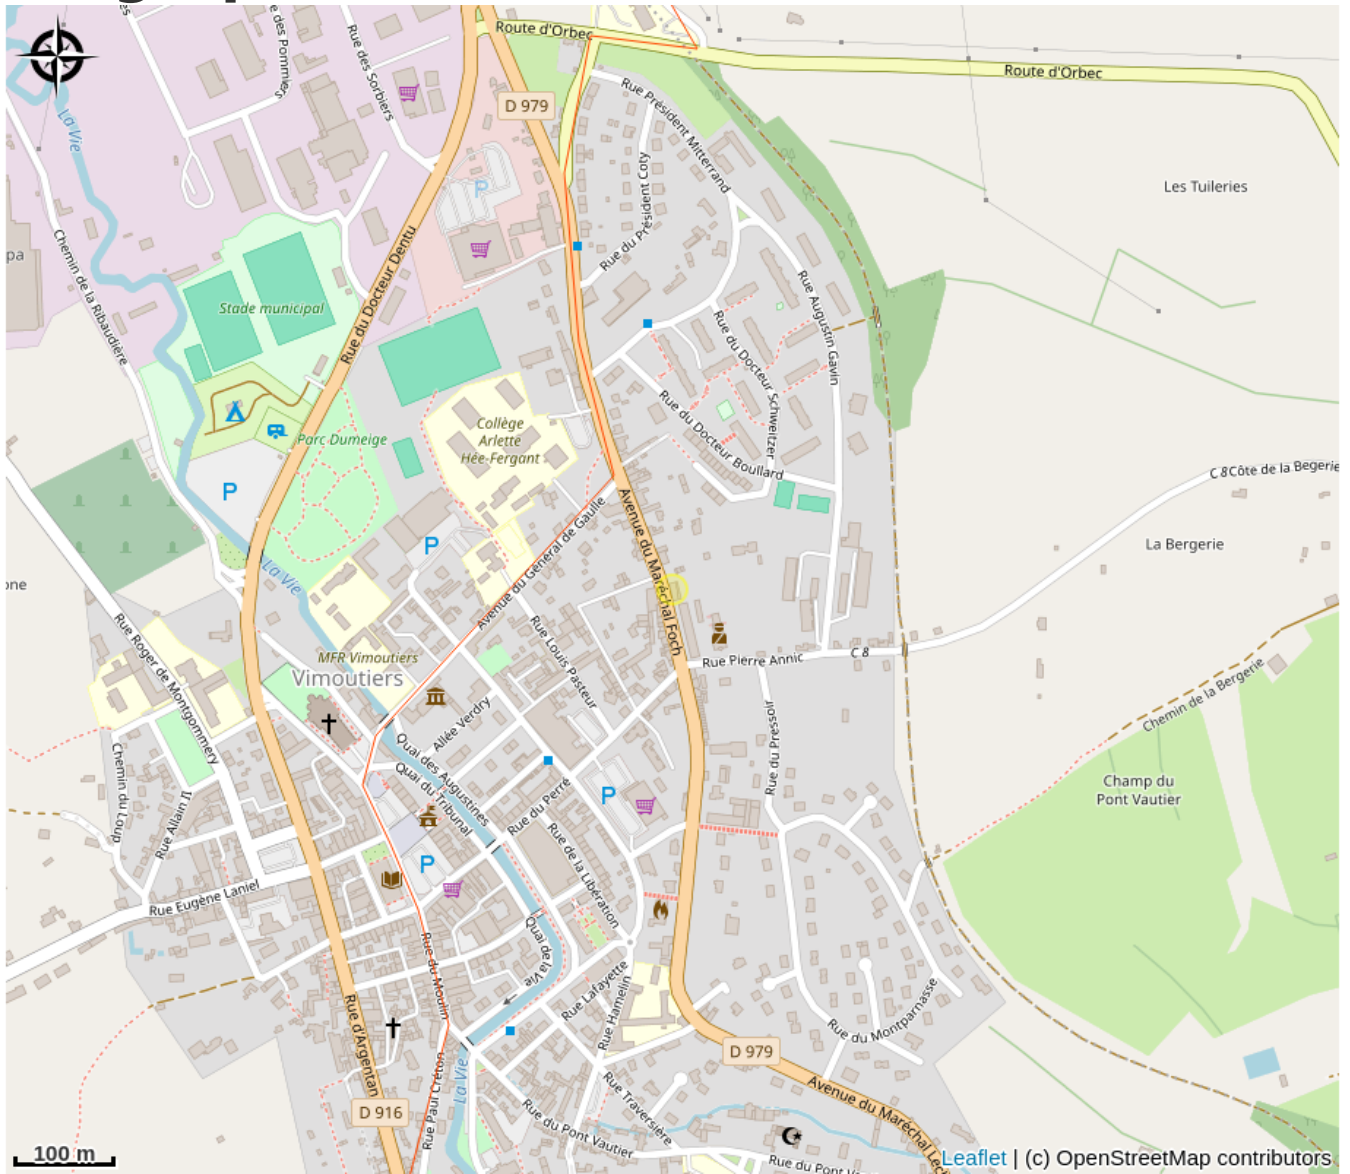 Route d'Orbec
Route d'Orbec
Rue des Sorbiers
D 979
La Vie
Rue Président Mitterrand
Rue du Président Coty
Les Tuileries
Chemin de la Ribaudière
Rue du Docteur Dentu
P
Stade municipal
Rue Augustin Gavin
Rue du Docteur Schweitzer
Rue du Docteur Boullard
Parc Dumeige
Collège
Arlette
Hée-Fergant
P
P
C 8
Côte de la Begerie
La Bergerie
Avenue du Général de Gaulle
Avenue du Maréchal Foch
La Vie
Rue Roger de Montgommery
MFR Vimoutiers
Vimoutiers
Rue Louis Pasteur
Rue Pierre Annic
C 8
Chemin de la Bergerie
Allée Verdry
Quai des Augustines
Quai du Tribunal
Rue du Pressoir
Champ du
Pont Vautier
Chemin du Loup
Rue Allain II
Rue du Perré
P
Rue de la Libération
P
Rue Eugène Laniel
Rue du Moulin
Quai de la Vie
Rue Lafayette
Rue Hamelin
Rue du Montparnasse
Rue d'Argentan
D 979
D 916
Rue Paul Creton
La Vie
Rue Traversière
Rue du Pont Vautier
Avenue du Maréchal
100 m
Leaflet | (c) OpenStreetMap contributors